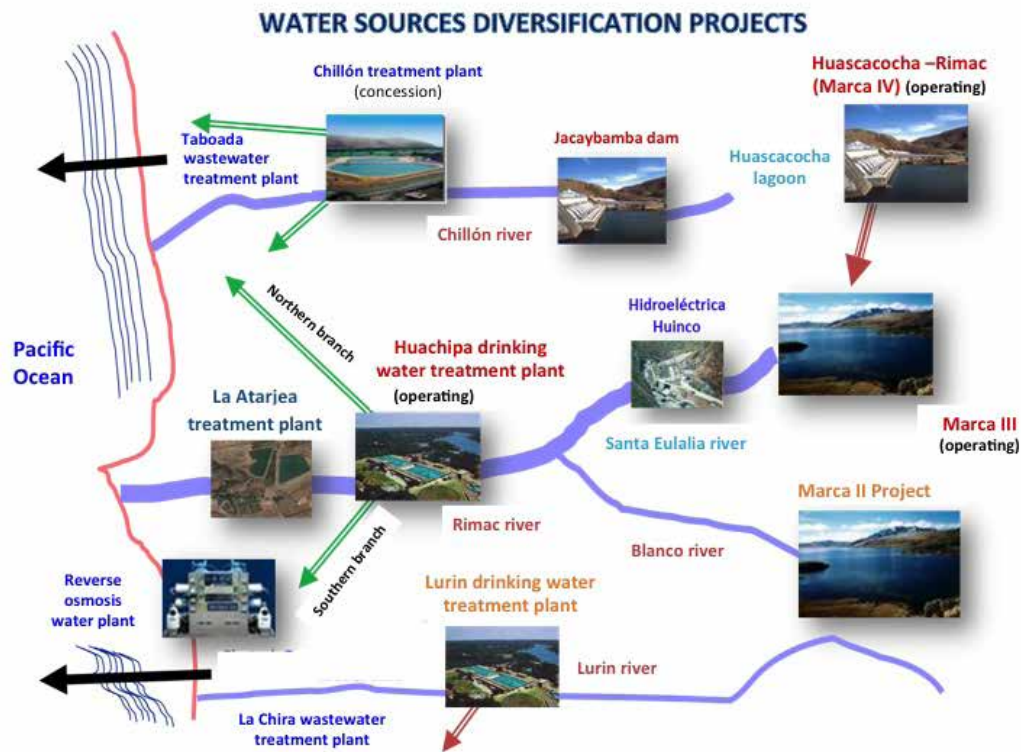 WATER SOURCES DIVERSIFICATION PROJECTS
Chillón treatment plant
(concession)
Huascacocha –Rimac
(Marca IV) (operating)
Taboada
wastewater
treatment plant
Jacaybamba dam
Huascacocha
lagoon
Chillón river
Northern branch
Hidroeléctrica
Huinco
Pacific
Ocean
Huachipa drinking
water treatment plant
(operating)
La Atarjea
treatment plant
Santa Eulalia river
Marca III
(operating)
Marca II Project
Rimac river
Blanco river
Southern branch
Reverse
osmosis
water plant
Lurin drinking water
treatment plant
Lurin river
La Chira wastewater
treatment plant